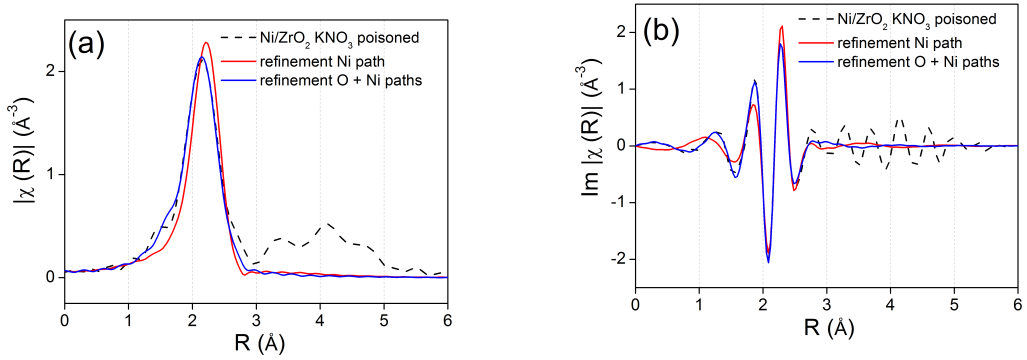 (a)
Ni/ZrO2 KNO3 poisoned
refinement Ni path
refinement O + Ni paths
|χ (R)| (Å-3)
2
1
0
0 1 2 3 4 5 6
R (Å)
(b)
Ni/ZrO2 KNO3 poisoned
refinement Ni path
refinement O + Ni paths
Im |χ (R)| (Å-3)
2
1
0
-1
-2
0 1 2 3 4 5 6
R (Å)